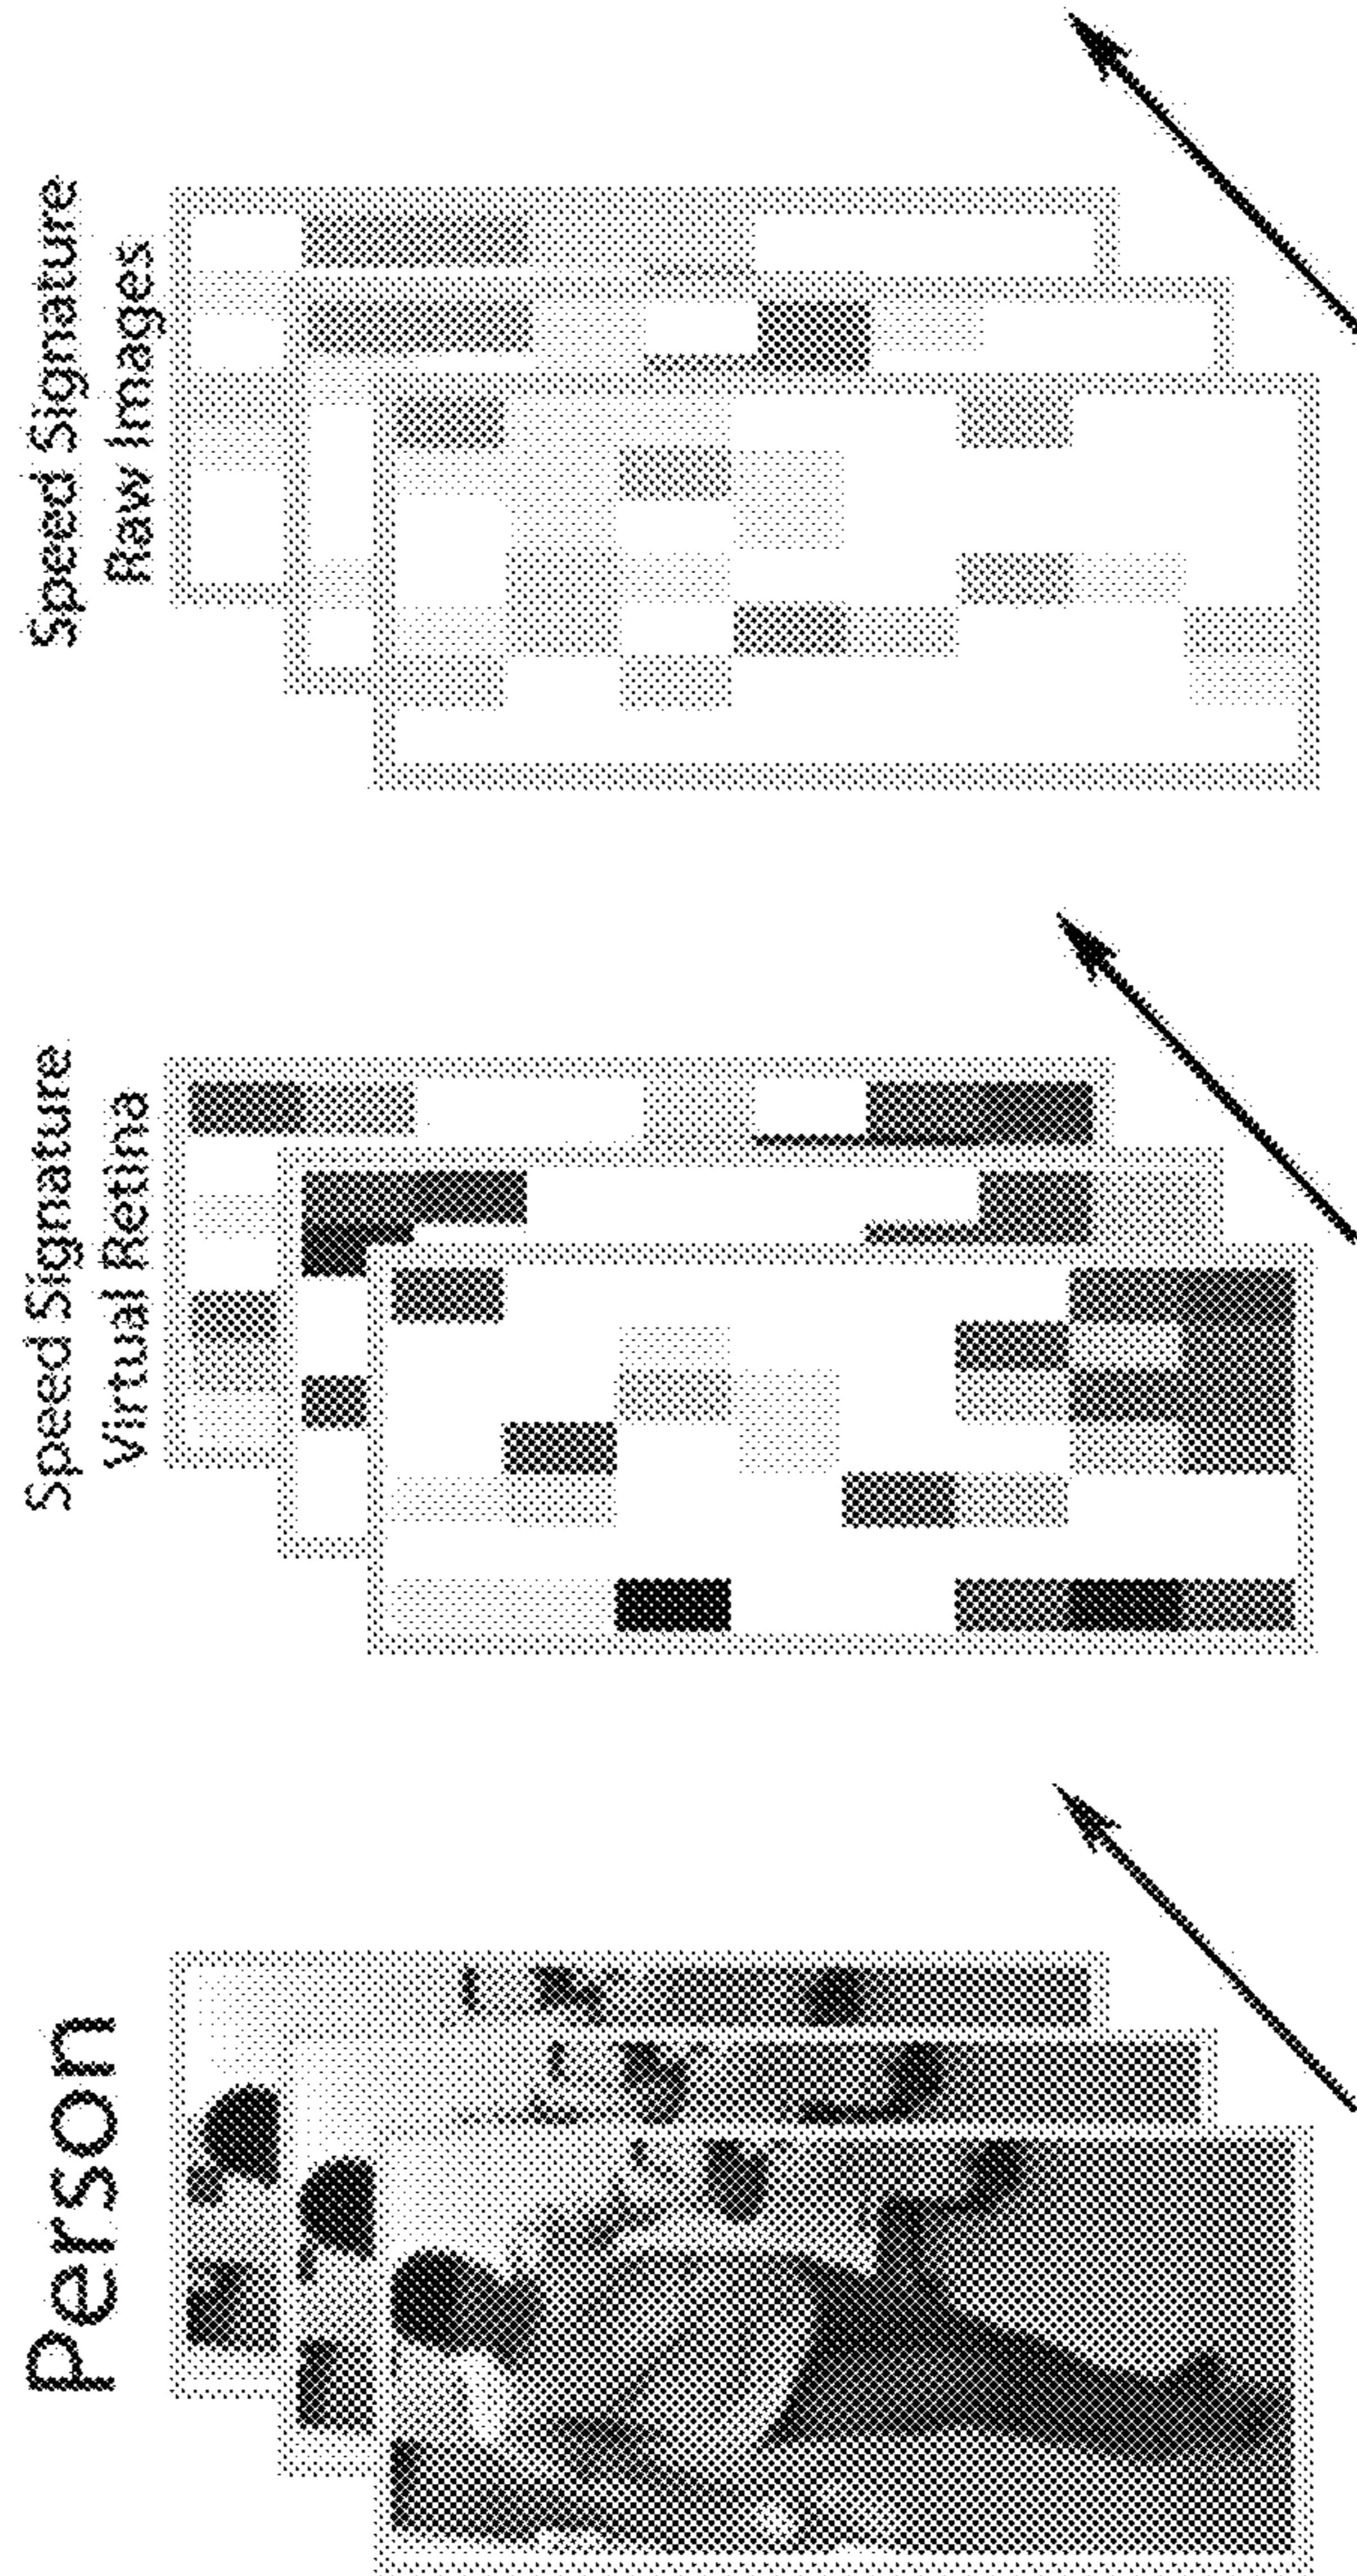 Person
Speed Signature
Virtual Retina
Speed Signature
Raw Images